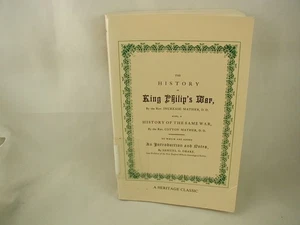 THE
HISTORY
OF
King Philip's War,
By the Rev. INCREASE MATHER, D.D.
ALSO, A
HISTORY OF THE SAME WAR,
By the Rev. COTTON MATHER, D.D.
TO WHICH ARE ADDED
An Introduction and Notes,
By SAMUEL G. DRAKE
A HERITAGE CLASSIC